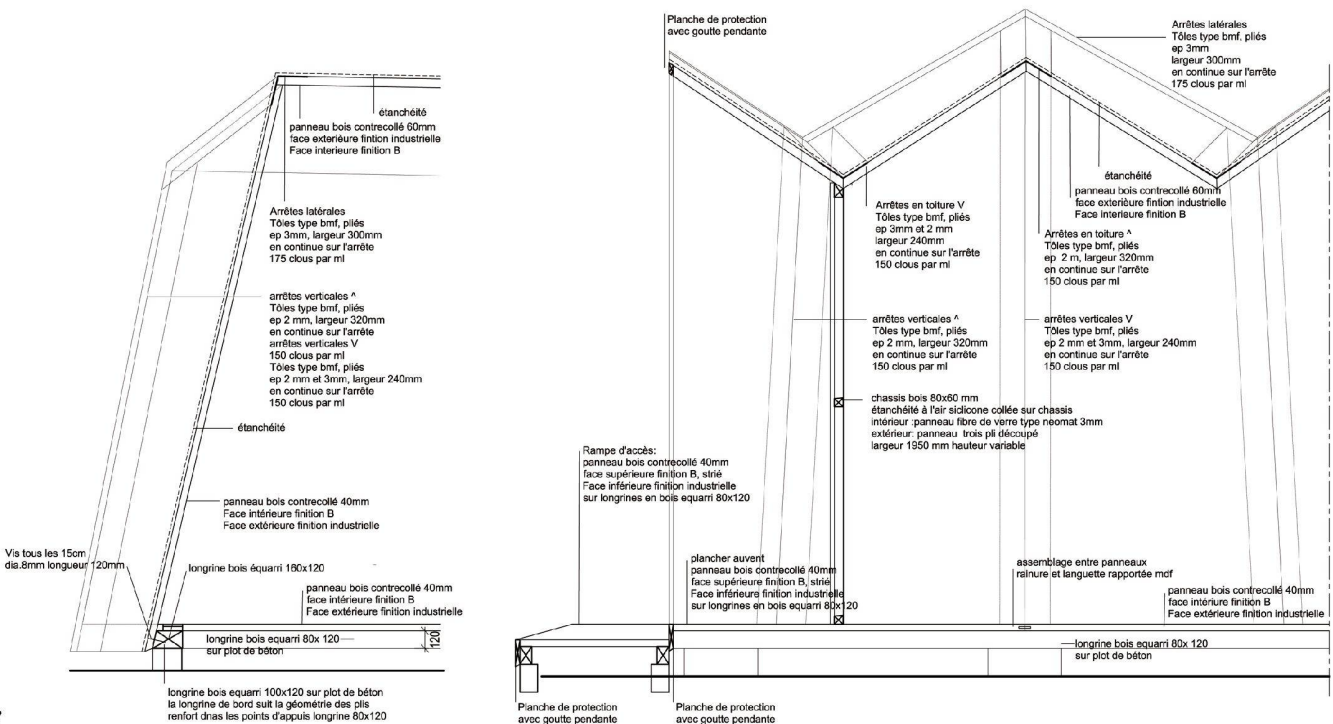 étanchéité
panneau bois contrecollé 60mm
face exterièure fintion industrielle
Face interieure finition B
Arrêtes latérales
Tôles type bmf, pliés
ep 3mm, largeur 300mm
en continue sur l'arrête
175 clous par ml
arrêtes verticales ^
Tôles type bmf, pliés
ep 2 mm, largeur 320mm
en continue sur l'arrête
arrêtes verticales V
150 clous par ml
Tôles type bmf, pliés
ep 2 mm et 3mm, largeur 240mm
en continue sur l'arrête
150 clous par ml
étanchéité
panneau bois contrecollé 40mm
Face intérieure finition B
Face extérieure finition industrielle
Vis tous les 15cm
dia.8mm longueur 120mm
longrine bois équarri 160x120
panneau bois contrecollé 40mm
face intérieure finition B
Face extérieure finition industrielle
longrine bois equarri 80x 120
sur plot de béton
120
longrine bois equarri 100x120 sur plot de béton
la longrine de bord suit la géométrie des plis
renfort dnas les points d'appuis longrine 80x120
Planche de protection
avec goutte pendante
Arrêtes latérales
Tôles type bmf, pliés
ep 3mm
largeur 300mm
en continue sur l'arrête
175 clous par ml
étanchéité
panneau bois contrecollé 60mm
face exterièure fintion industrielle
Face interieure finition B
Arrêtes en toiture V
Tôles type bmf, pliés
ep 3mm et 2 mm
largeur 240mm
en continue sur l'arrête
150 clous par ml
Arrêtes en toiture ^
Tôles type bmf, pliés
ep 2 m, largeur 320mm
en continue sur l'arrête
150 clous par ml
arrêtes verticales ^
Tôles type bmf, pliés
ep 2 mm, largeur 320mm
en continue sur l'arrête
150 clous par ml
arrêtes verticales V
Tôles type bmf, pliés
ep 2 mm et 3mm, largeur 240mm
en continue sur l'arrête
150 clous par ml
chassis bois 80x60 mm
étanchéité à l'air siclicone collée sur chassis
intérieur :panneau fibre de verre type neomat 3mm
extérieur: panneau trois pli découpé
largeur 1950 mm hauteur variable
Rampe d'accès:
panneau bois contrecollé 40mm
face supérieure finition B, strié
Face inférieure finition industrielle
sur longrines en bois equarri 80x120
plancher auvent
panneau bois contrecollé 40mm
face supérieure finition B, strié
Face inférieure finition industrielle
sur longrines en bois equarri 80x120
assemblage entre panneaux
rainure et languette rapportée mdf
panneau bois contrecollé 40mm
face intériure finition B
Face extérieure finition industrielle
longrine bois equarri 80x 120
sur plot de béton
Planche de protection
avec goutte pendante
Planche de protection
avec goutte pendante